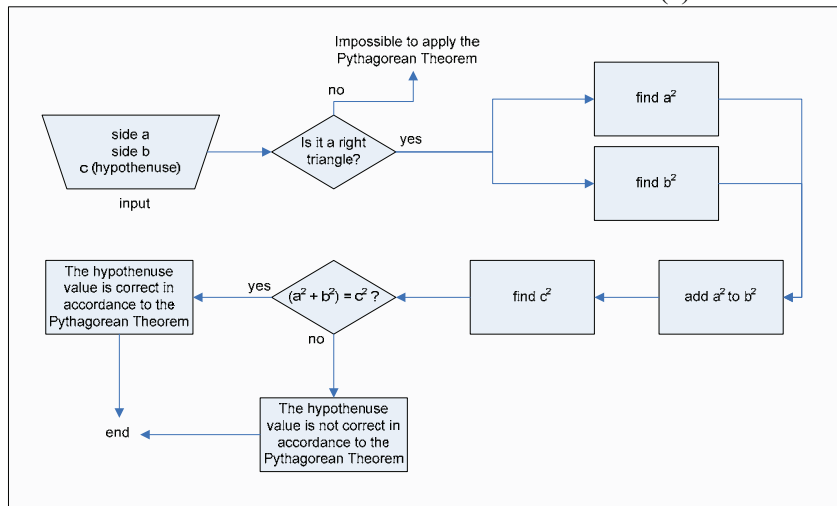 Impossible to apply the
Pythagorean Theorem
no
side a
side b
c (hypothenuse)
input
Is it a right
triangle?
yes
find a²
find b²
The hypothenuse
value is correct in
accordance to the
Pythagorean Theorem
yes
(a² + b²) = c² ?
no
find c²
add a² to b²
The hypothenuse
value is not correct in
accordance to the
Pythagorean Theorem
end